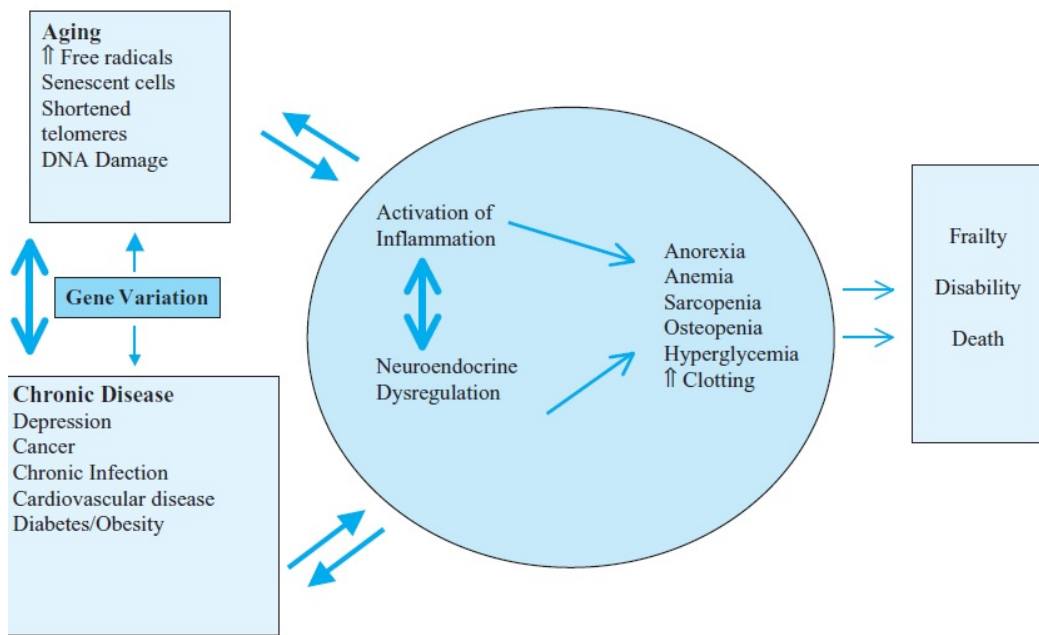 Aging
⇑ Free radicals
Senescent cells
Shortened
telomeres
DNA Damage
Gene Variation
Chronic Disease
Depression
Cancer
Chronic Infection
Cardiovascular disease
Diabetes/Obesity
Activation of
Inflammation
Neuroendocrine
Dysregulation
Anorexia
Anemia
Sarcopenia
Osteopenia
Hyperglycemia
⇑ Clotting
Frailty
Disability
Death